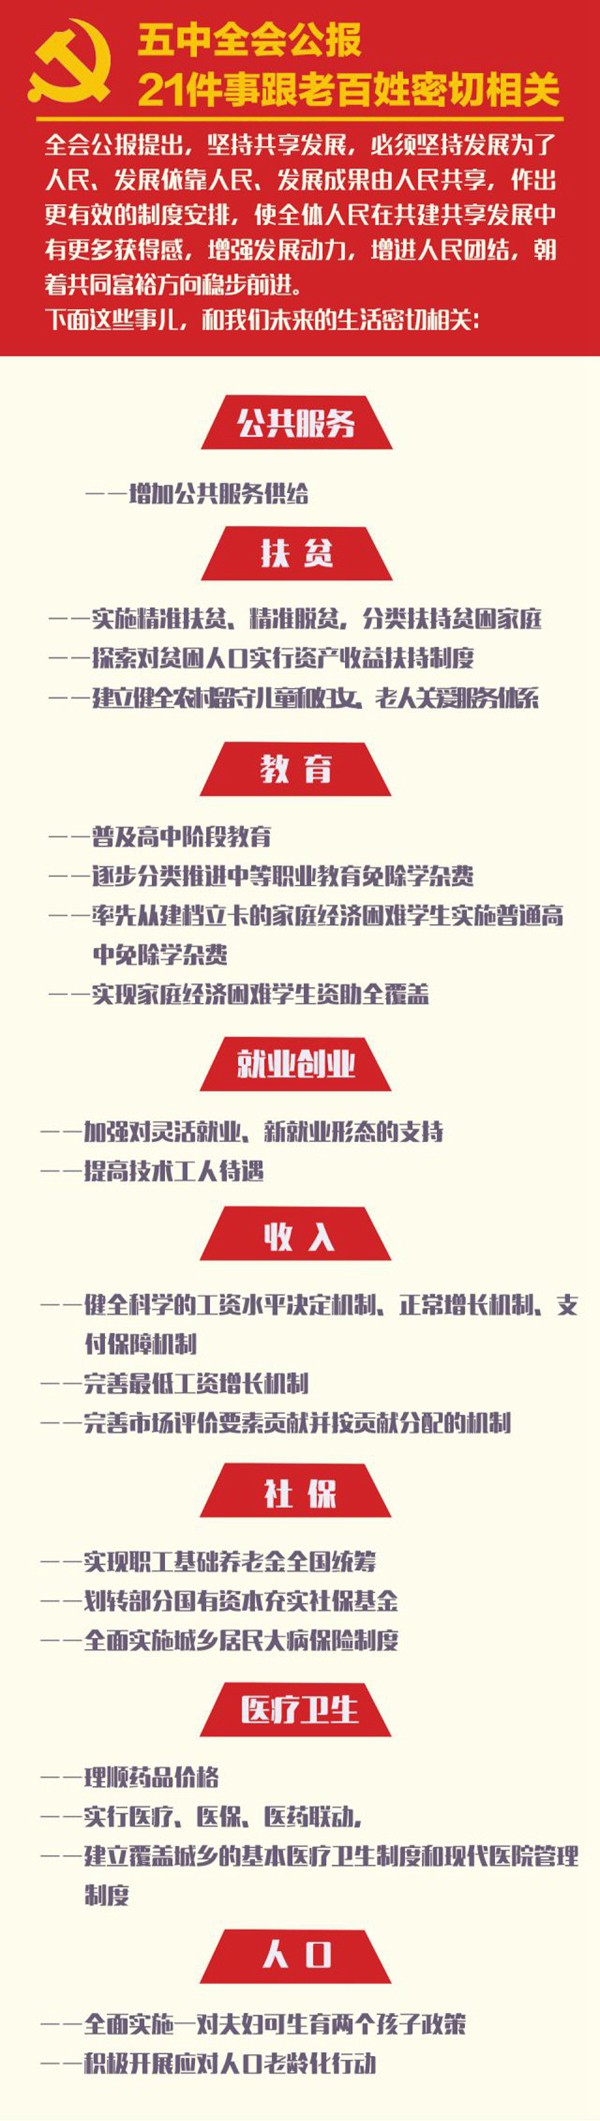 五中全会公报
21件事跟老百姓密切相关
全会公报提出，坚持共享发展，必须坚持发展为了
人民、发展依靠人民、发展成果由人民共享，作出
更有效的制度安排，使全体人民在共建共享发展中
有更多获得感，增强发展动力，增进人民团结，朝
着共同富裕方向稳步前进。
下面这些事儿，和我们未来的生活密切相关：
公共服务
——增加公共服务供给
扶 贫
——实施精准扶贫、精准脱贫，分类扶持贫困家庭
——探索对贫困人口实行资产收益扶持制度
——建立健全农村留守儿童和妇女、老人关爱服务体系
教 育
——普及高中阶段教育
——逐步分类推进中等职业教育免除学杂费
——率先从建档立卡的家庭经济困难学生实施普通高
中免除学杂费
——实现家庭经济困难学生资助全覆盖
就业创业
——加强对灵活就业、新就业形态的支持
——提高技术工人待遇
收 入
——健全科学的工资水平决定机制、正常增长机制、支
付保障机制
——完善最低工资增长机制
——完善市场评价要素贡献并按贡献分配的机制
社 保
——实现职工基础养老金全国统筹
——划转部分国有资本充实社保基金
——全面实施城乡居民大病保险制度
医疗卫生
——理顺药品价格
——实行医疗、医保、医药联动，
——建立覆盖城乡的基本医疗卫生制度和现代医院管理
制度
人 口
——全面实施一对夫妇可生育两个孩子政策
——积极开展应对人口老龄化行动